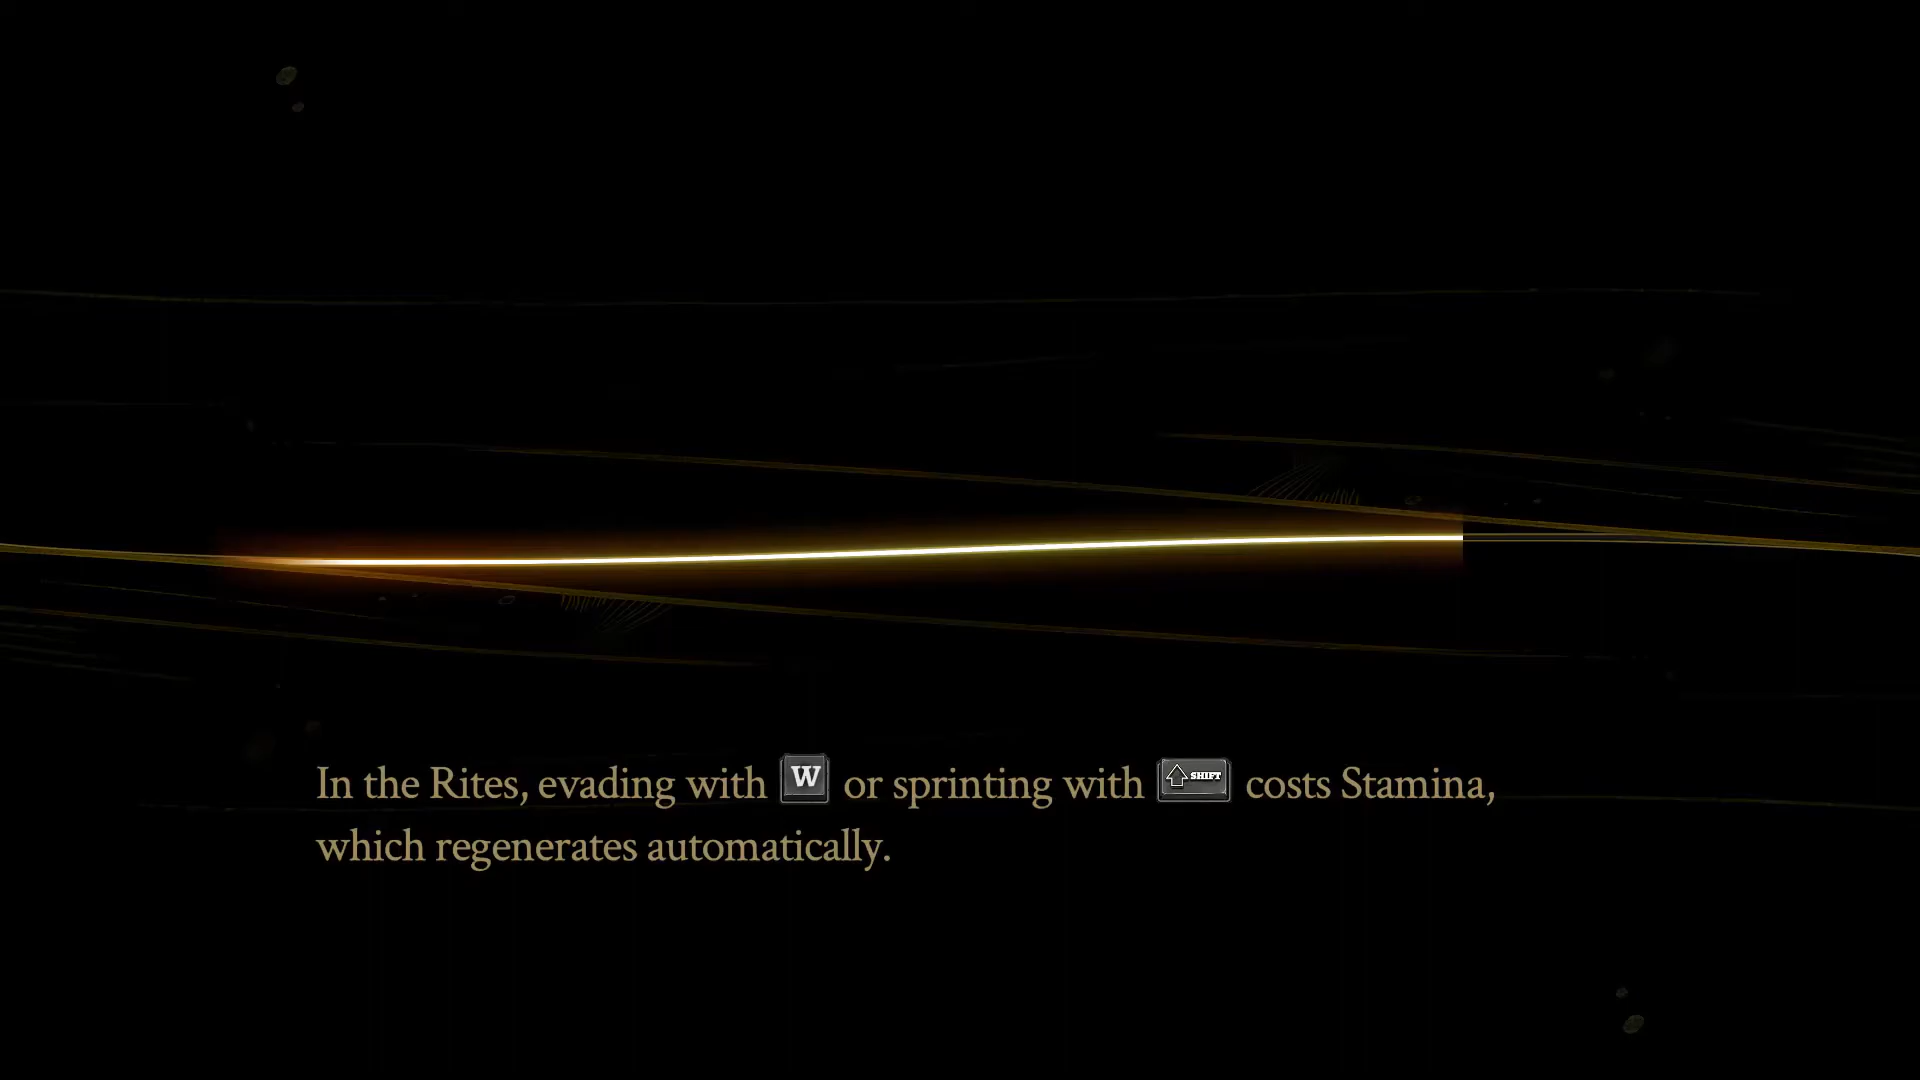 In the Rites, evading with W or sprinting with SHIFT costs Stamina,
which regenerates automatically.